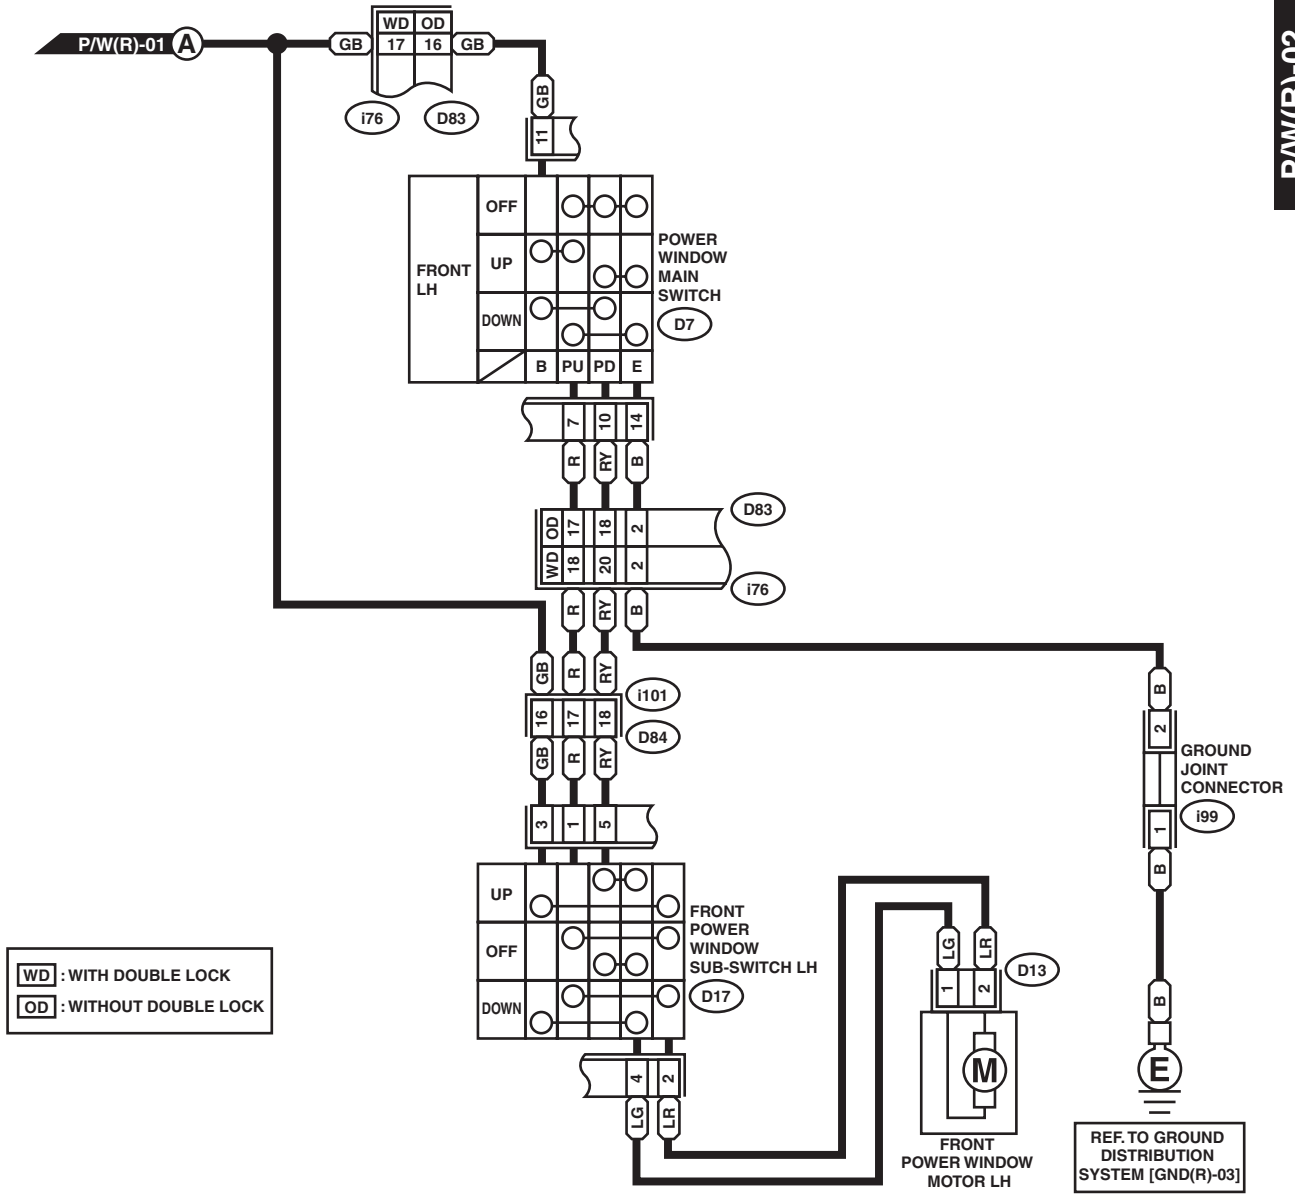 P/W(R)-01 A
GB
WD OD
17 16
GB
i76
D83
GB
11
P/W(R)-02
FRONT
LH
OFF
UP
DOWN
B PU PD E
POWER
WINDOW
MAIN
SWITCH
D7
7 10 14
R RY B
OD 17 18 2
WD 18 20 2
D83
i76
R RY B
GB R RY
i101
16 17 18
D84
GB R RY
3 1 5
UP
OFF
DOWN
FRONT
POWER
WINDOW
SUB-SWITCH LH
D17
4 2
LG LR
WD : WITH DOUBLE LOCK
OD : WITHOUT DOUBLE LOCK
LG LR
1 2
D13
M
FRONT
POWER WINDOW
MOTOR LH
B
2
GROUND
JOINT
CONNECTOR
i99
1
B
B
E
REF. TO GROUND
DISTRIBUTION
SYSTEM [GND(R)-03]